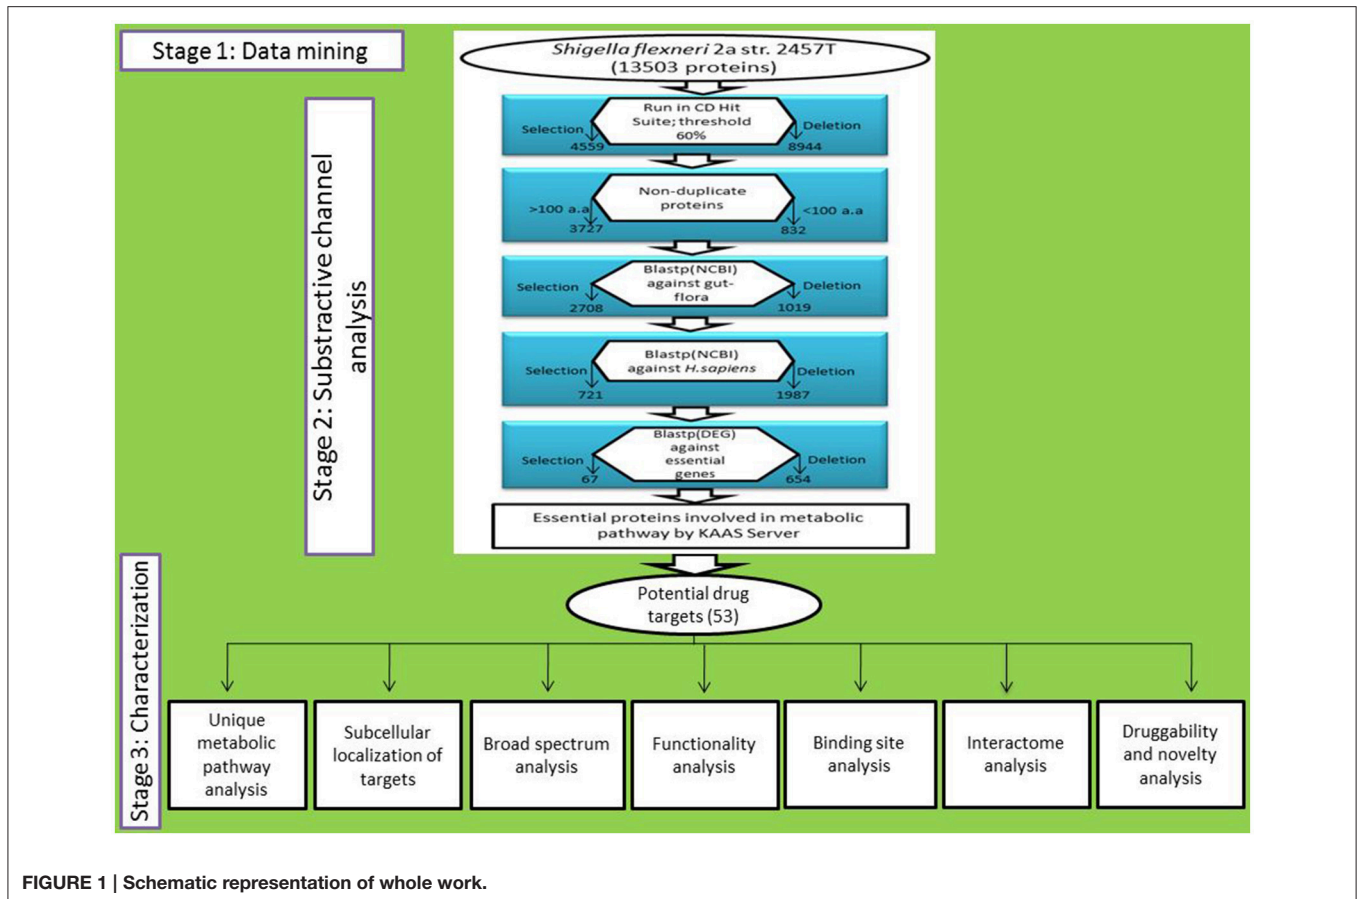 Stage 1: Data mining
Shigella flexneri 2a str. 2457T
(13503 proteins)
Stage 2: Substractive channel
analysis
Run in CD Hit
Suite; threshold
60%
Selection
4559
Deletion
8944
Non-duplicate
proteins
>100 a.a
3727
<100 a.a
832
Blastp(NCBI)
against gut-
flora
Selection
2708
Deletion
1019
Blastp(NCBI)
against H.sapiens
Selection
721
Deletion
1987
Blastp(DEG)
against
essential
genes
Selection
67
Deletion
654
Essential proteins involved in metabolic
pathway by KAAS Server
Stage 3: Characterization
Potential drug
targets (53)
Unique
metabolic
pathway
analysis
Subcellular
localization of
targets
Broad spectrum
analysis
Functionality
analysis
Binding site
analysis
Interactome
analysis
Druggability
and novelty
analysis
FIGURE 1 | Schematic representation of whole work.